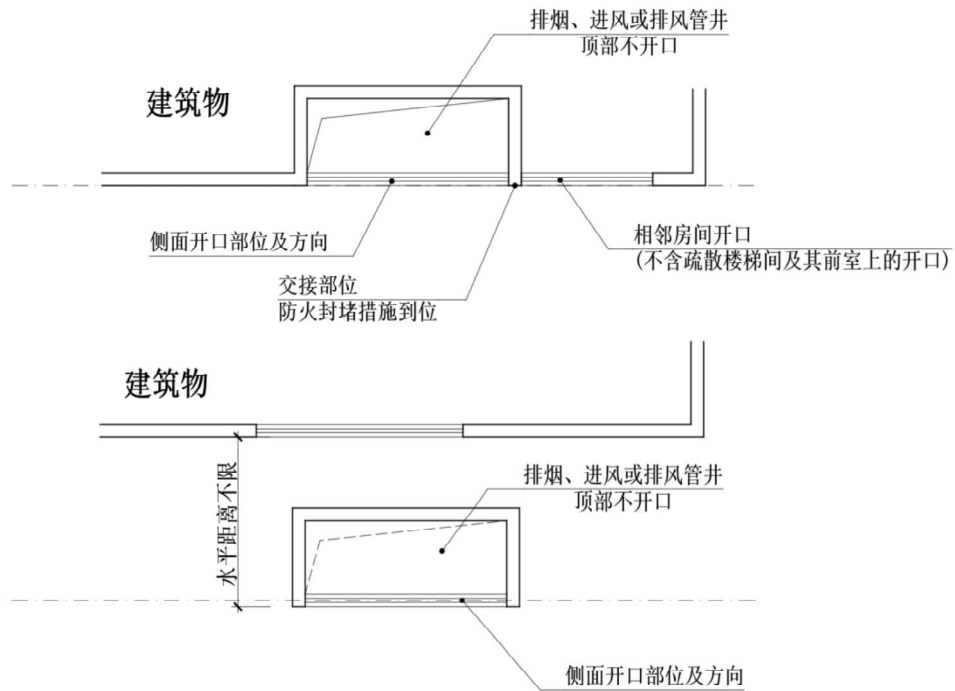 排烟、进风或排风管井
顶部不开口
建筑物
侧面开口部位及方向
相邻房间开口
(不含疏散楼梯间及其前室上的开口)
交接部位
防火封堵措施到位
建筑物
水平距离不限
排烟、进风或排风管井
顶部不开口
侧面开口部位及方向